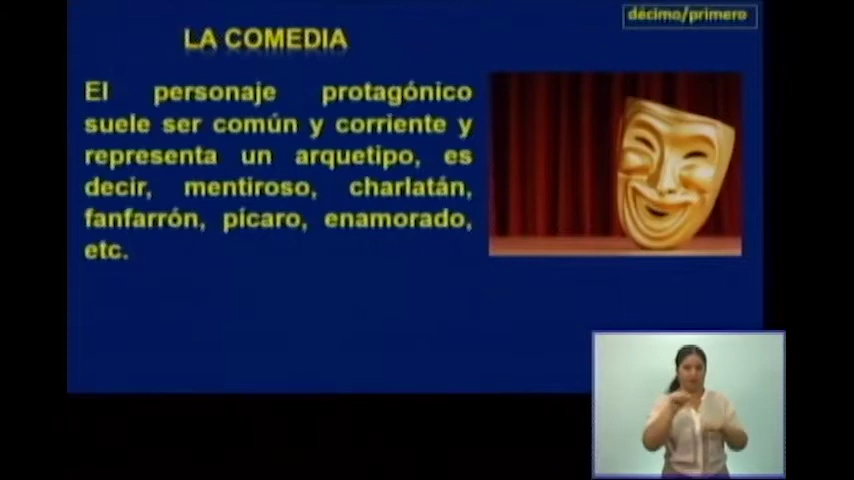 décimo/primero
LA COMEDIA
El personaje protagónico
suele ser común y corriente y
representa un arquetipo, es
decir, mentiroso, charlatán,
fanfarrón, pícaro, enamorado,
etc.